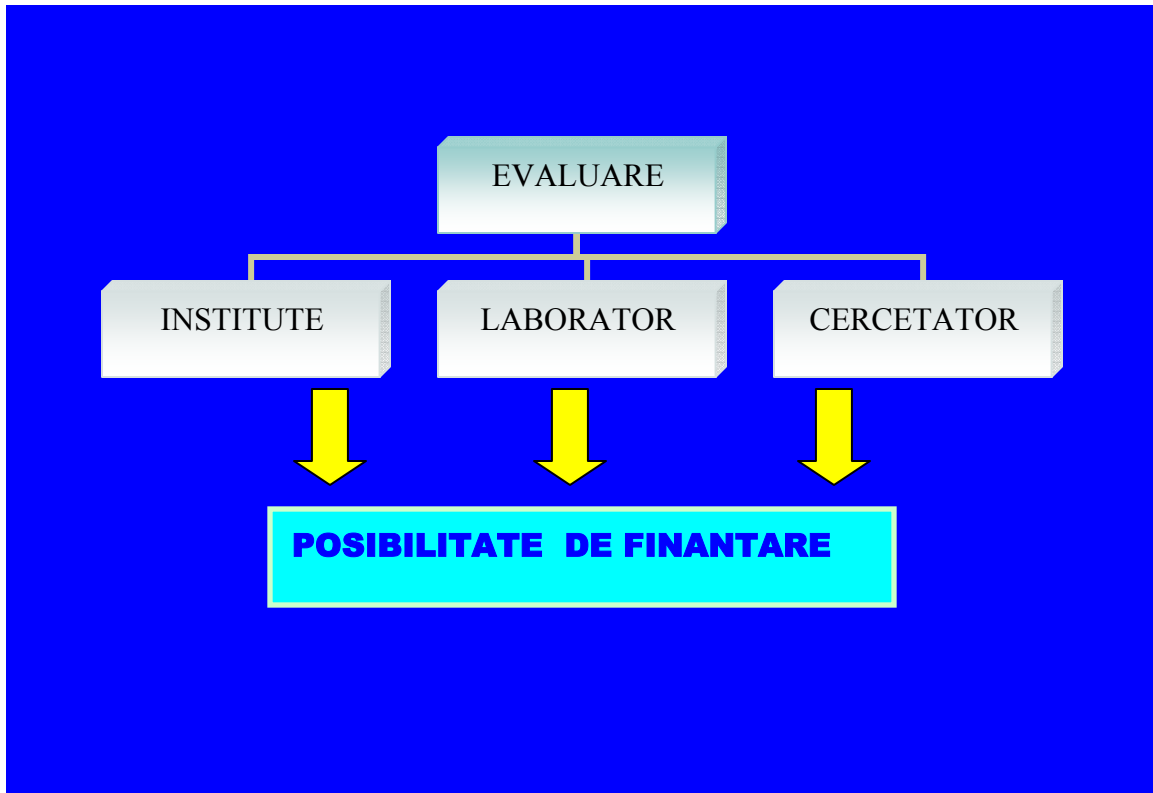 EVALUARE
INSTITUTE
LABORATOR
CERCETATOR
POSIBILITATE DE FINANTARE